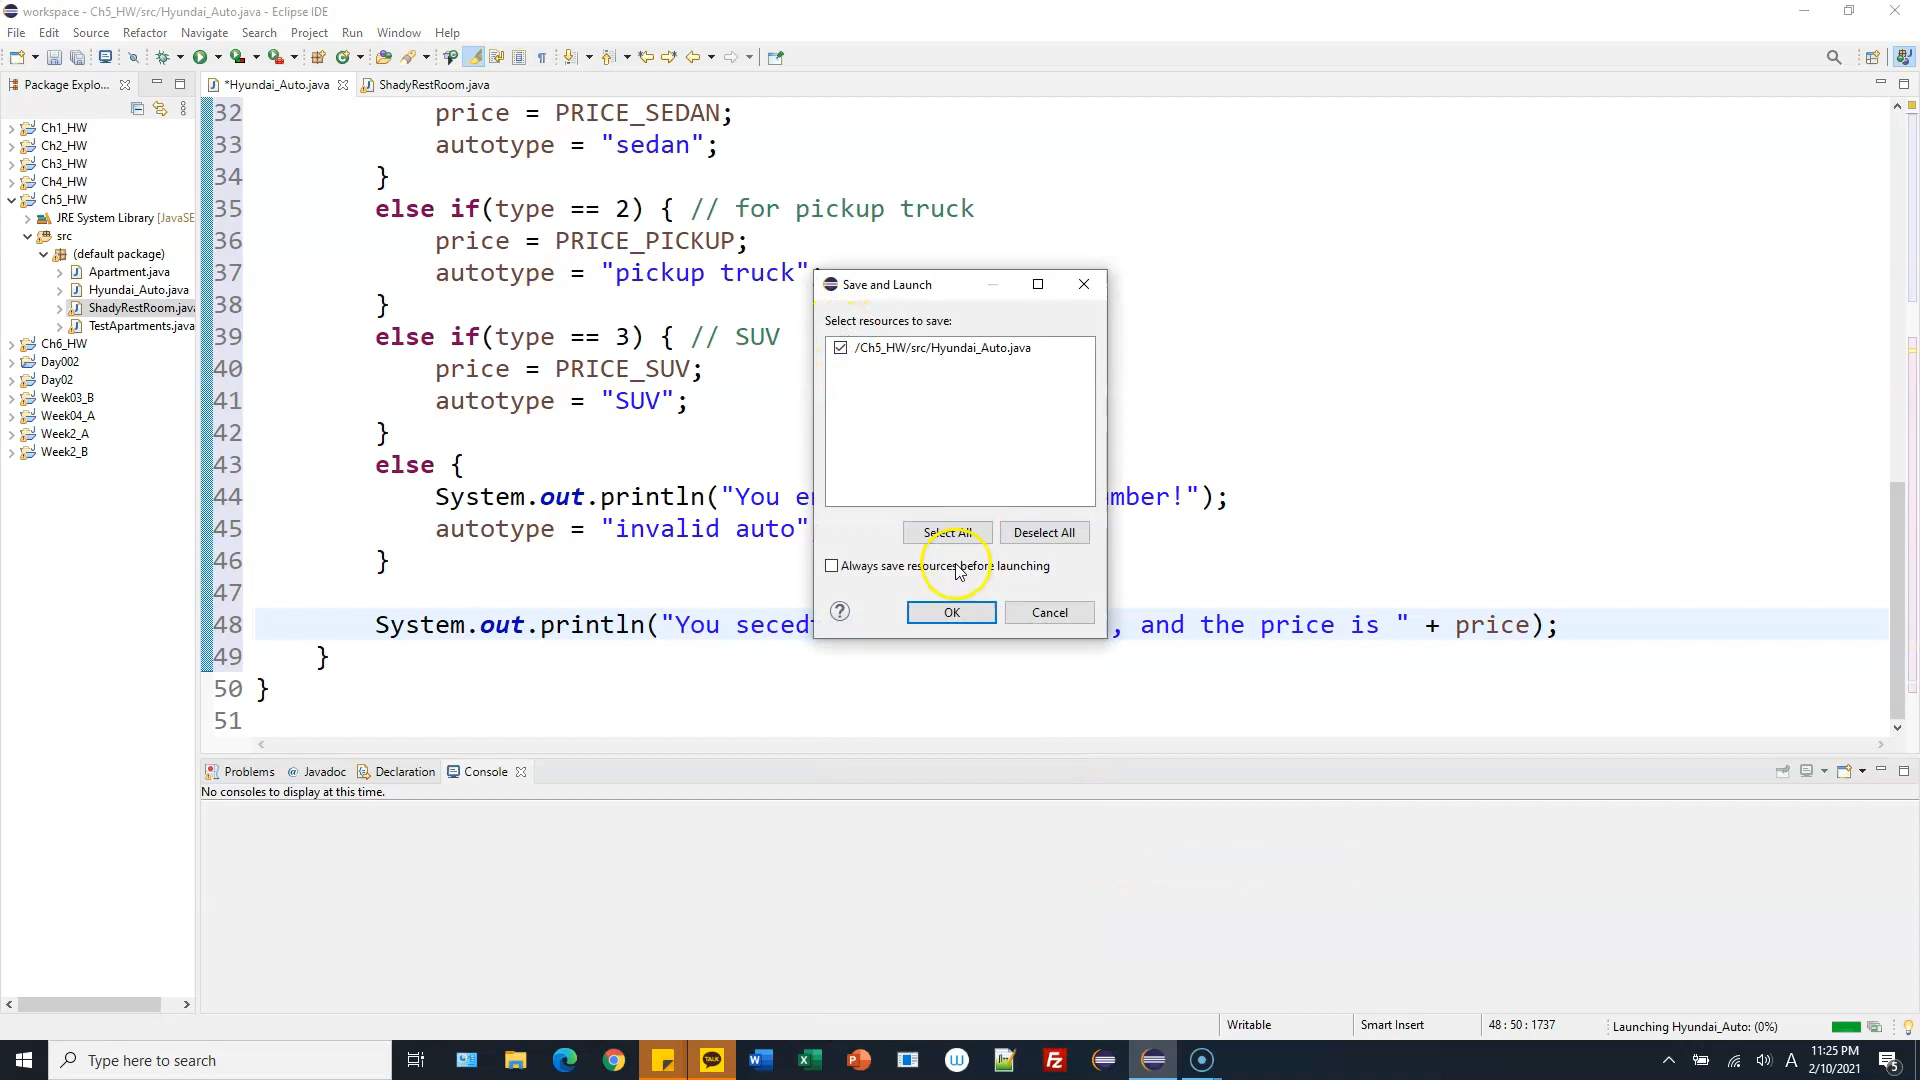 workspace - Ch5_HW/src/Hyundai_Auto.java - Eclipse IDE
File Edit Source Refactor Navigate Search Project Run Window Help
Package Explo...
*Hyundai_Auto.java
ShadyRestRoom.java
Ch1_HW
Ch2_HW
Ch3_HW
Ch4_HW
Ch5_HW
JRE System Library [JavaSE
src
(default package)
Apartment.java
Hyundai_Auto.java
ShadyRestRoom.java
TestApartments.java
Ch6_HW
Day002
Day02
Week03_B
Week04_A
Week2_A
Week2_B
32 price = PRICE_SEDAN;
33 autotype = "sedan";
34 }
35 else if(type == 2) { // for pickup truck
36 price = PRICE_PICKUP;
37 autotype = "pickup truck";
38 }
39 else if(type == 3) { // SUV
40 price = PRICE_SUV;
41 autotype = "SUV";
42 }
43 else {
44 System.out.println("You en mber!");
45 autotype = "invalid auto"
46 }
47
48 System.out.println("You seced , and the price is " + price);
49 }
50 }
51
Save and Launch
Select resources to save:
/Ch5_HW/src/Hyundai_Auto.java
Select All
Deselect All
Always save resources before launching
OK
Cancel
Problems
@ Javadoc
Declaration
Console
No consoles to display at this time.
Writable
Smart Insert
48 : 50 : 1737
Launching Hyundai_Auto: (0%)
Type here to search
TALK
A
11:25 PM
2/10/2021
5